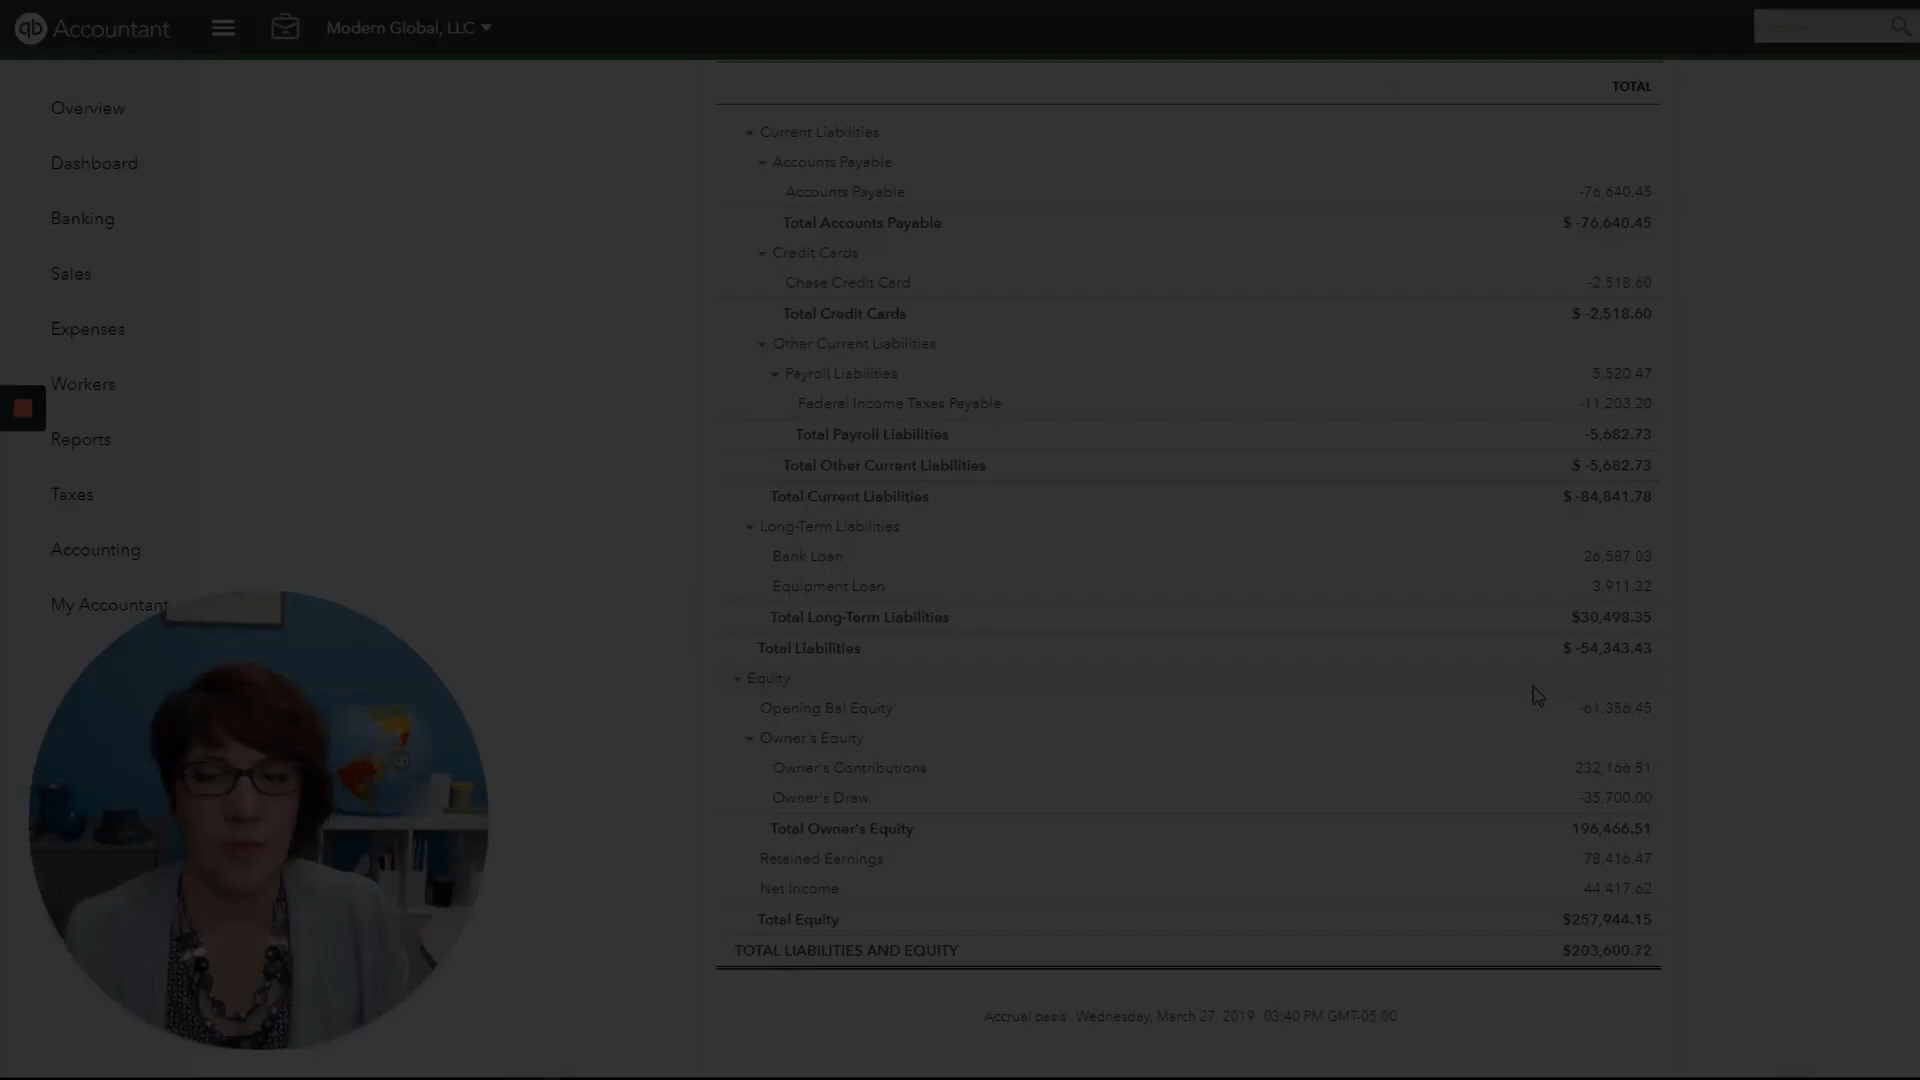 qb Accountant Modern Global, LLC
TOTAL
Overview
Dashboard
Banking
Sales
Expenses
Workers
Reports
Taxes
Accounting
My Accountant
Current Liabilities
Accounts Payable
Accounts Payable -76,640.45
Total Accounts Payable $ -76,640.45
Credit Cards
Chase Credit Card -2,518.60
Total Credit Cards $ -2,518.60
Other Current Liabilities
Payroll Liabilities 5,520.47
Federal Income Taxes Payable -11,203.20
Total Payroll Liabilities -5,682.73
Total Other Current Liabilities $ -5,682.73
Total Current Liabilities $ -84,841.78
Long-Term Liabilities
Bank Loan 26,587.03
Equipment Loan 3,911.32
Total Long-Term Liabilities $30,498.35
Total Liabilities $ -54,343.43
Equity
Opening Bal Equity -61,356.45
Owner's Equity
Owner's Contributions 232,166.51
Owner's Draw -35,700.00
Total Owner's Equity 196,466.51
Retained Earnings 78,416.47
Net Income 44,417.62
Total Equity $257,944.15
TOTAL LIABILITIES AND EQUITY $203,600.72
Accrual basis Wednesday, March 27, 2019 03:40 PM GMT-05:00